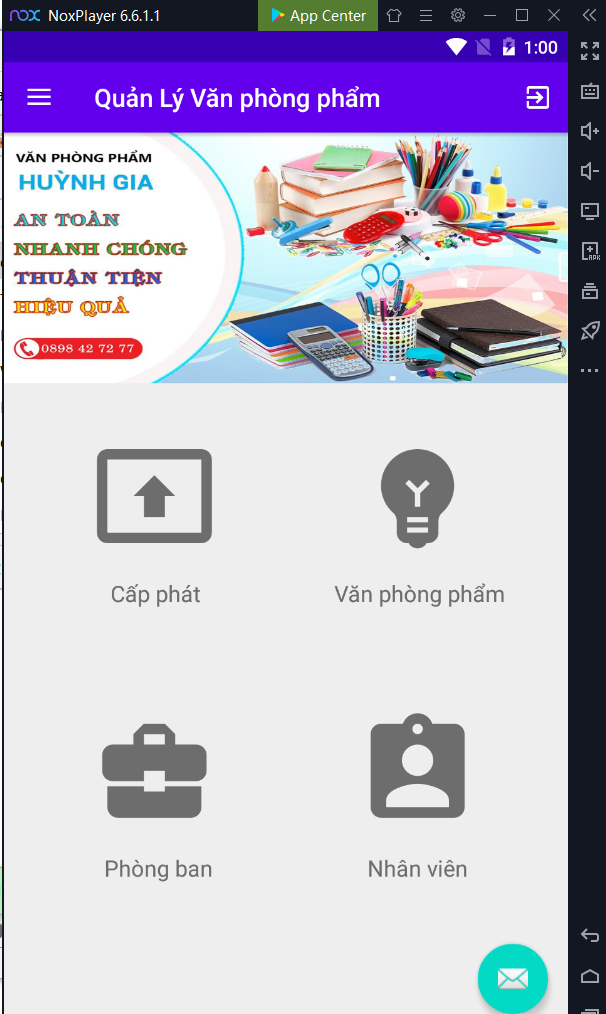 nox NoxPlayer 6.6.1.1
App Center
1:00
Quản Lý Văn phòng phẩm
VĂN PHÒNG PHẨM
HUỲNH GIA
AN TOÀN
NHANH CHÓNG
THUẬN TIỆN
HIỆU QUẢ
0898 42 72 77
Cấp phát
Văn phòng phẩm
Phòng ban
Nhân viên
APK